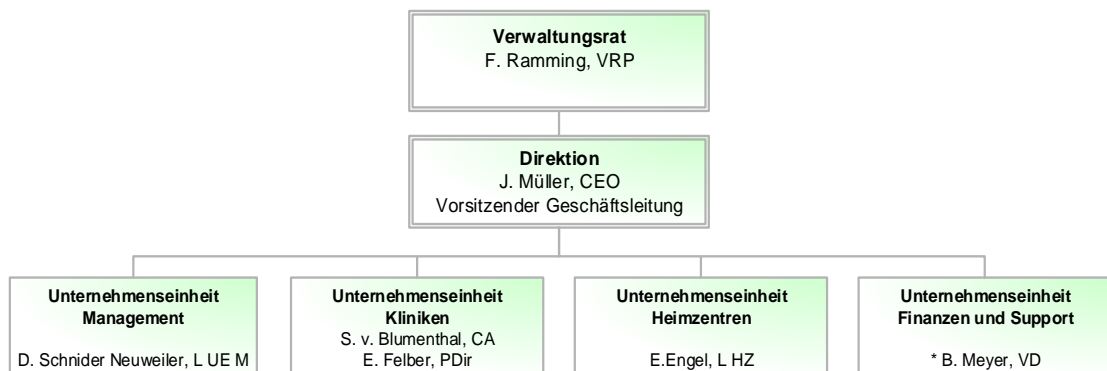 Verwaltungsrat
F. Ramming, VRP
Direktion
J. Müller, CEO
Vorsitzender Geschäftsleitung
Unternehmenseinheit
Management
D. Schnider Neuweiler, L UE M
Unternehmenseinheit
Kliniken
S. v. Blumenthal, CA
E. Felber, PDir
Unternehmenseinheit
Heimzentren
E.Engel, L HZ
Unternehmenseinheit
Finanzen und Support
* B. Meyer, VD